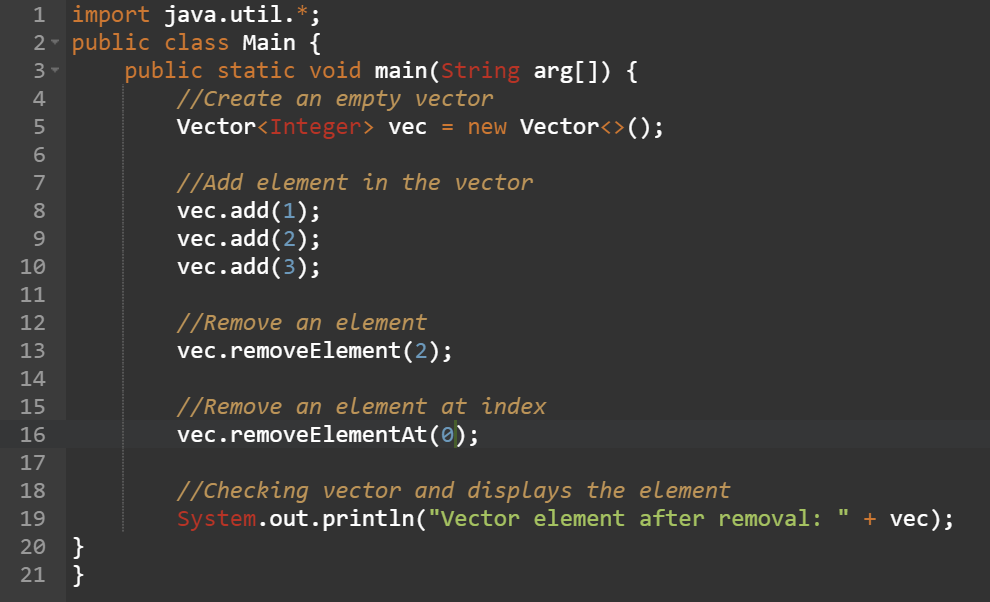 1 import java.util.*;
2 public class Main {
3     public static void main(String arg[]) {
4         //Create an empty vector
5         Vector<Integer> vec = new Vector<>();
6
7         //Add element in the vector
8         vec.add(1);
9         vec.add(2);
10         vec.add(3);
11
12         //Remove an element
13         vec.removeElement(2);
14
15         //Remove an element at index
16         vec.removeElementAt(0);
17
18         //Checking vector and displays the element
19         System.out.println("Vector element after removal: " + vec);
20 }
21 }